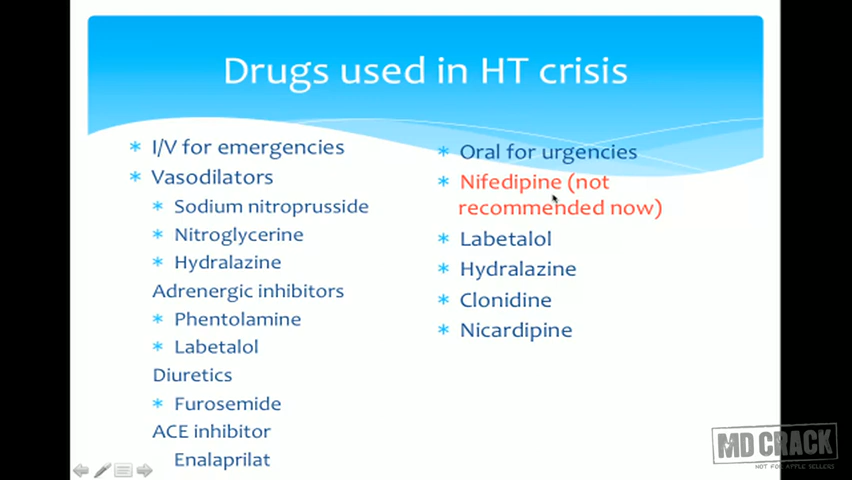 Drugs used in HT crisis
I/V for emergencies
Vasodilators
Sodium nitroprusside
Nitroglycerine
Hydralazine
Adrenergic inhibitors
Phentolamine
Labetalol
Diuretics
Furosemide
ACE inhibitor
Enalaprilat
Oral for urgencies
Nifedipine (not
recommended now)
Labetalol
Hydralazine
Clonidine
Nicardipine
MD CRACK
NOT FOR APPLE SELLERS